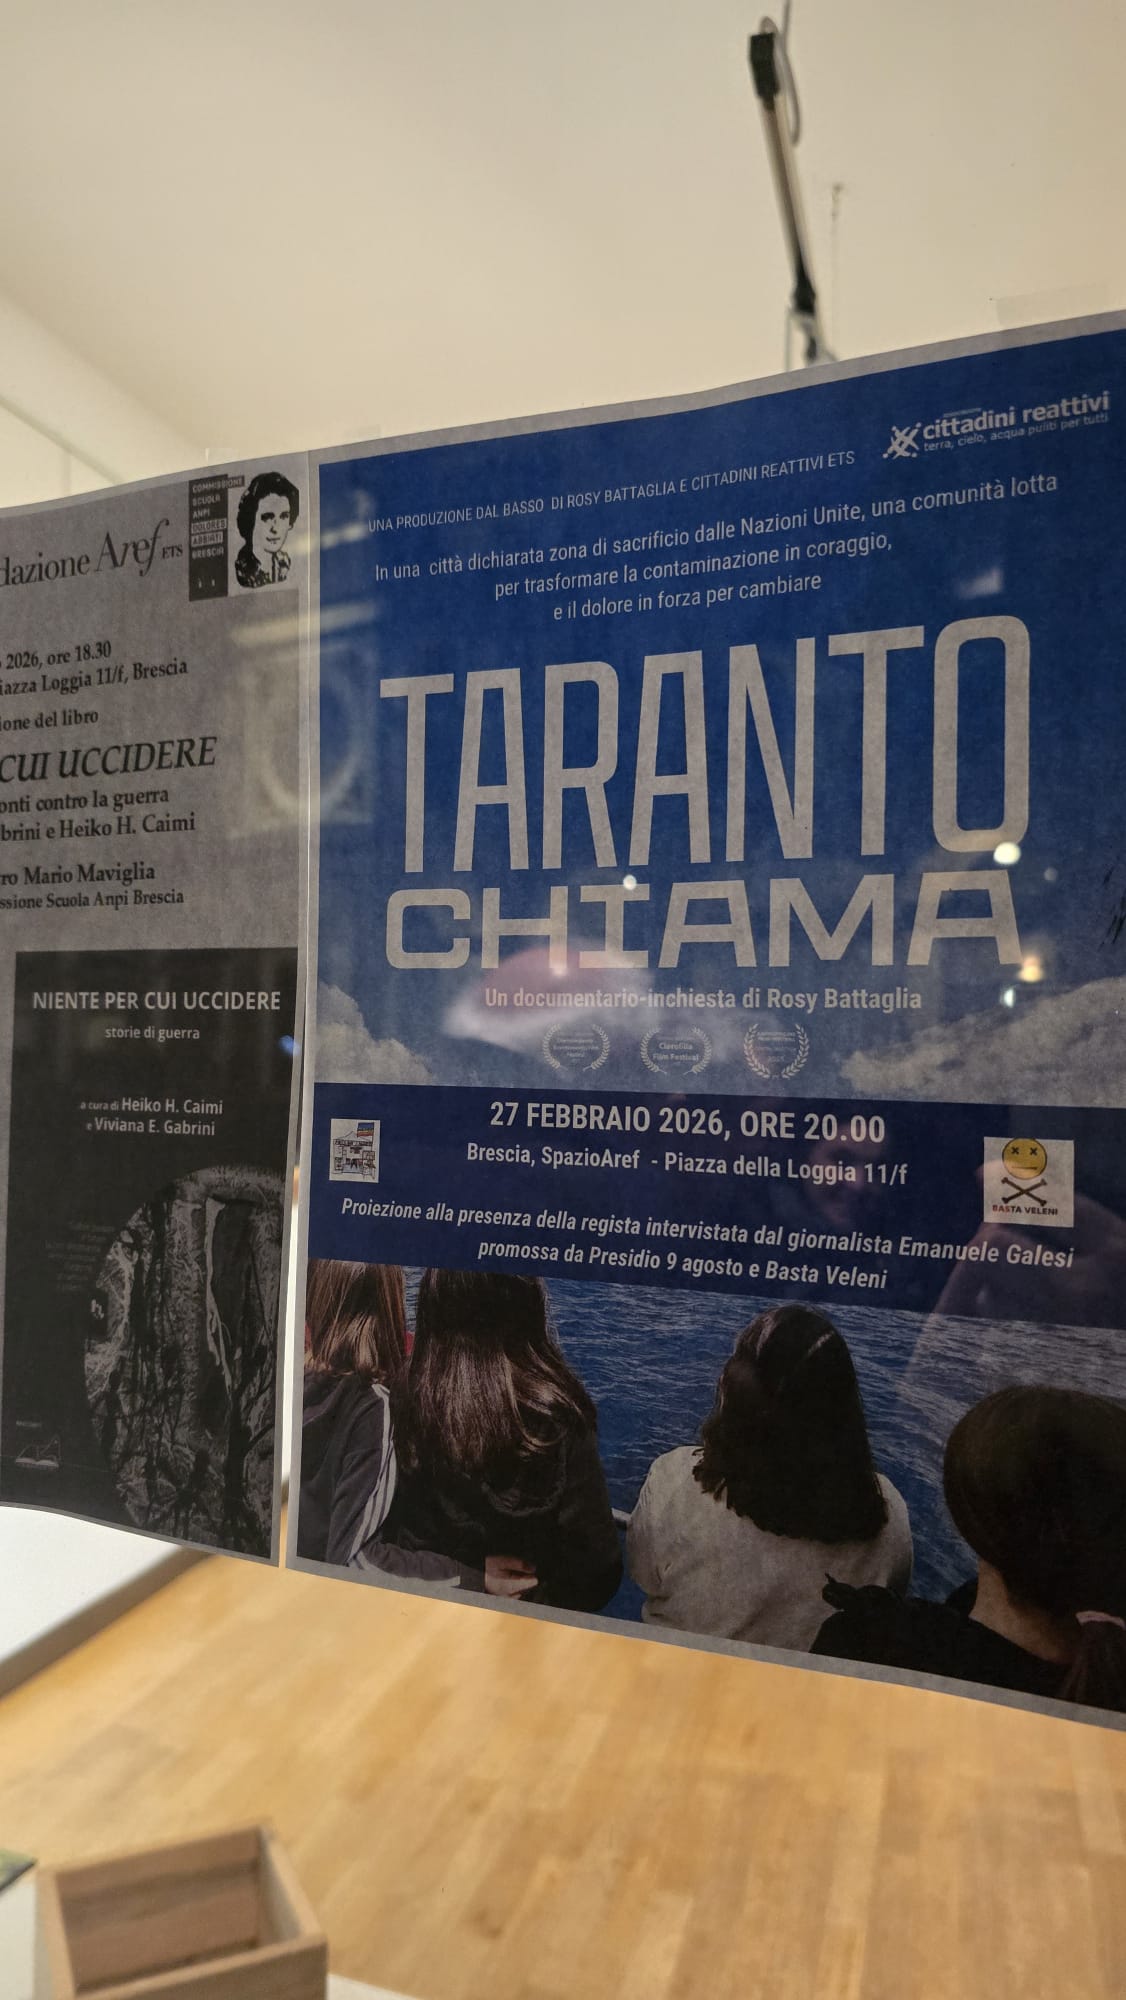 dazione Aref ETS
COMMISSIONE
SCUOLA
ANPI
DOLORES
ABBIATI
BRESCIA
2026, ore 18.30
iazza Loggia 11/f, Brescia
ione del libro
CUI UCCIDERE
onti contro la guerra
brini e Heiko H. Caimi
ro Mario Maviglia
ssione Scuola Anpi Brescia
NIENTE PER CUI UCCIDERE
storie di guerra
a cura di Heiko H. Caimi
e Viviana E. Gabrini
cittadini reattivi
terra, cielo, acqua puliti per tutti
UNA PRODUZIONE DAL BASSO DI ROSY BATTAGLIA E CITTADINI REATTIVI ETS
In una città dichiarata zona di sacrificio dalle Nazioni Unite, una comunità lotta
per trasformare la contaminazione in coraggio,
e il dolore in forza per cambiare
TARANTO
CHIAMA
Un documentario-inchiesta di Rosy Battaglia
Ciarofilia
Film Festival
27 FEBBRAIO 2026, ORE 20.00
Brescia, SpazioAref - Piazza della Loggia 11/f
BASTA VELENI
Proiezione alla presenza della regista intervistata dal giornalista Emanuele Galesi
promossa da Presidio 9 agosto e Basta Veleni